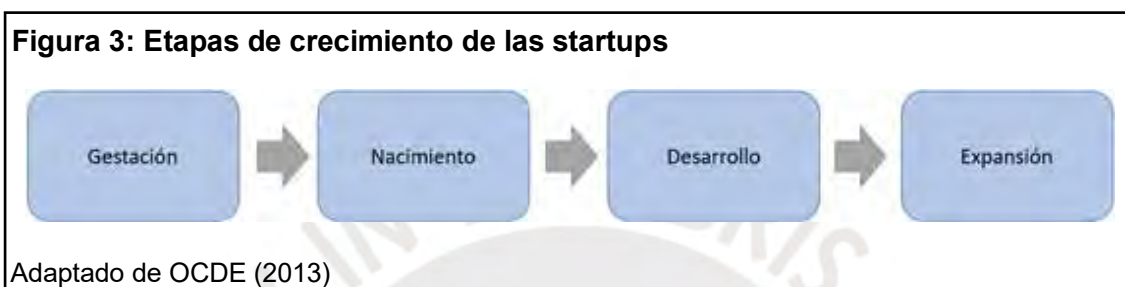 Figura 3: Etapas de crecimiento de las startups
Gestación
Nacimiento
Desarrollo
Expansión
Adaptado de OCDE (2013)